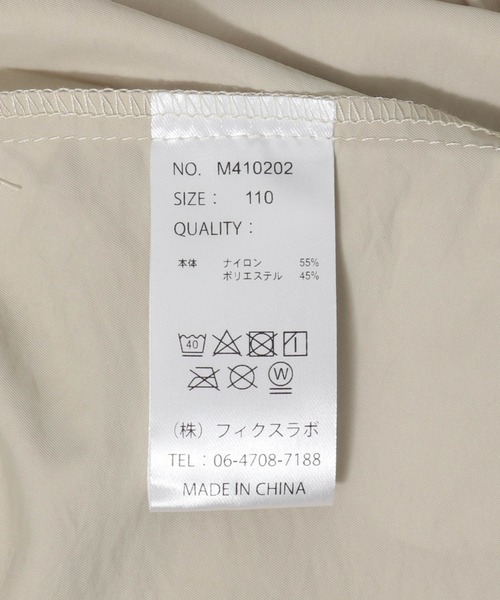 NO. M410202
SIZE : 110
QUALITY :
本体 ナイロン 55%
ポリエステル 45%
40
W
（株）フィクスラボ
TEL : 06-4708-7188
MADE IN CHINA